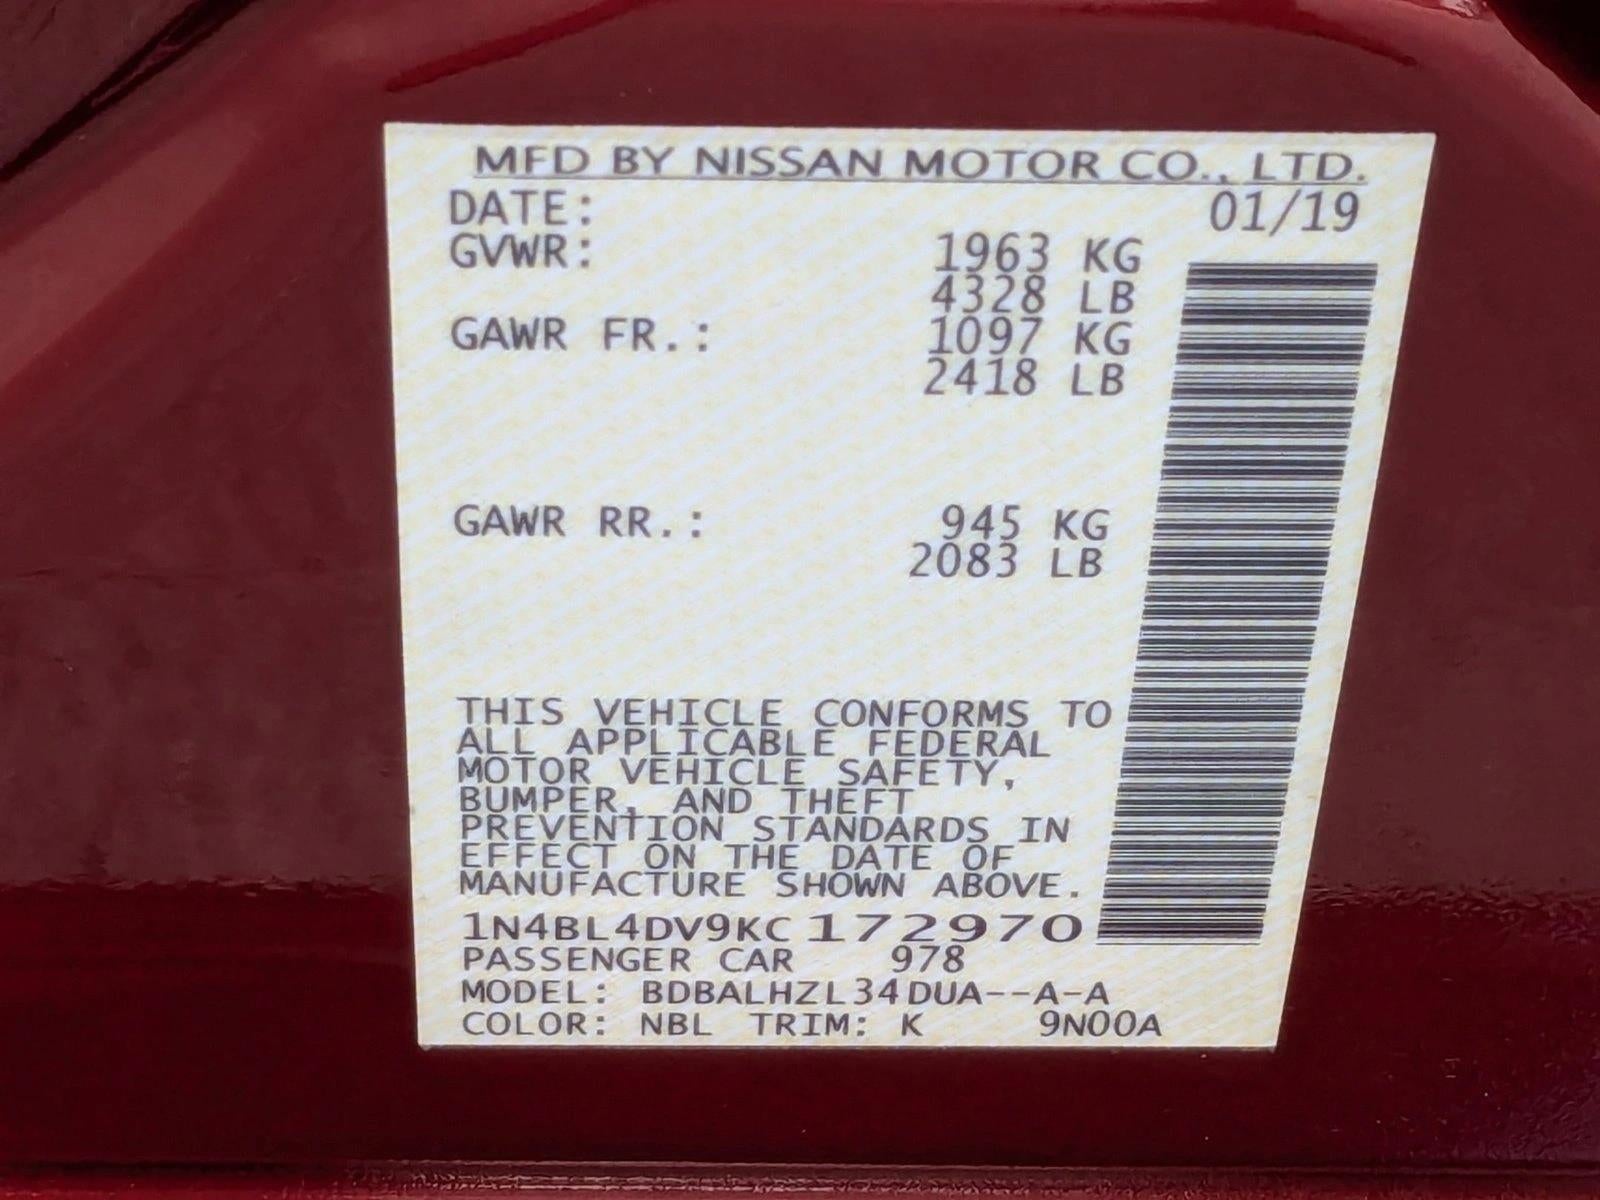 MFD BY NISSAN MOTOR CO., LTD.
DATE: 01/19
GVWR: 1963 KG
4328 LB
GAWR FR.: 1097 KG
2418 LB
GAWR RR.: 945 KG
2083 LB
THIS VEHICLE CONFORMS TO
ALL APPLICABLE FEDERAL
MOTOR VEHICLE SAFETY,
BUMPER, AND THEFT
PREVENTION STANDARDS IN
EFFECT ON THE DATE OF
MANUFACTURE SHOWN ABOVE.
1N4BL4DV9KC172970
PASSENGER CAR 978
MODEL: BDBALHZL34DUA--A-A
COLOR: NBL TRIM: K 9N00A